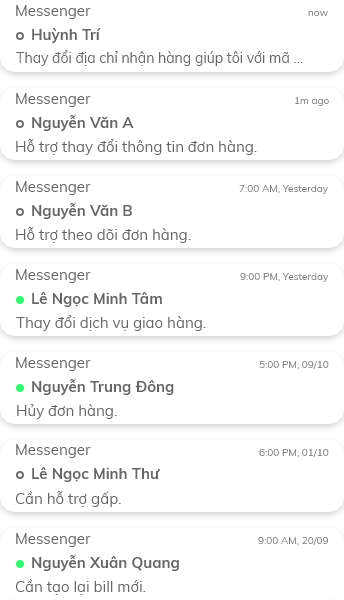 Messenger now
Huỳnh Trí
Thay đổi địa chỉ nhận hàng giúp tôi với mã ...
Messenger 1m ago
Nguyễn Văn A
Hỗ trợ thay đổi thông tin đơn hàng.
Messenger 7:00 AM, Yesterday
Nguyễn Văn B
Hỗ trợ theo dõi đơn hàng.
Messenger 9:00 PM, Yesterday
Lê Ngọc Minh Tâm
Thay đổi dịch vụ giao hàng.
Messenger 5:00 PM, 09/10
Nguyễn Trung Đông
Hủy đơn hàng.
Messenger 6:00 PM, 01/10
Lê Ngọc Minh Thư
Cần hỗ trợ gấp.
Messenger 9:00 AM, 20/09
Nguyễn Xuân Quang
Cần tạo lại bill mới.